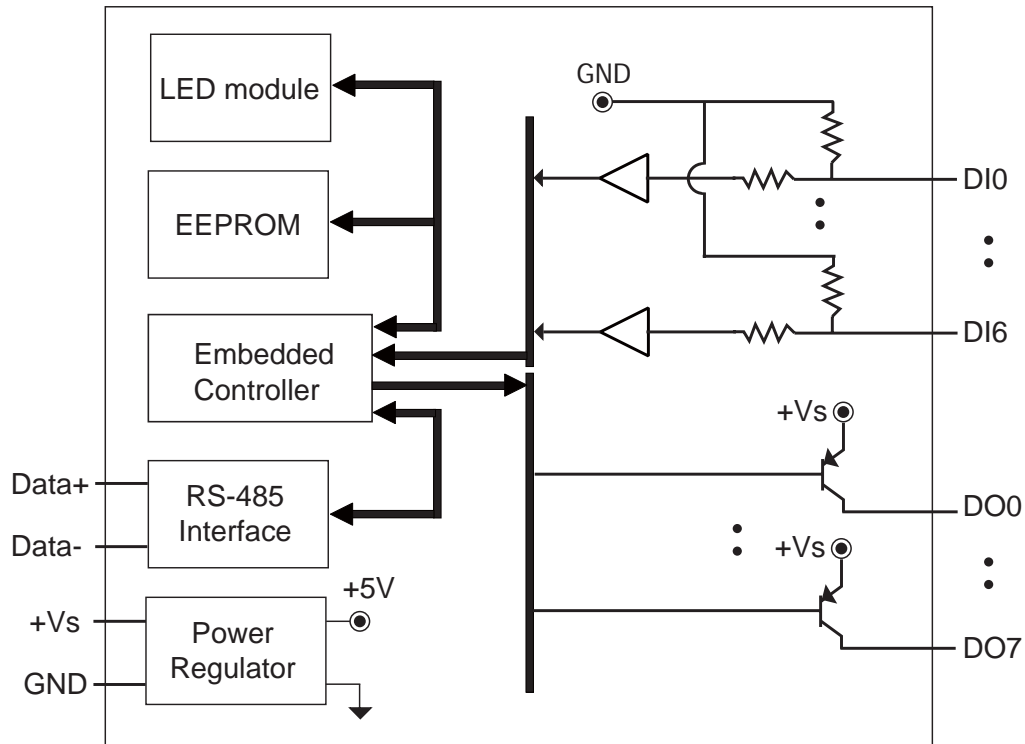 LED module
EEPROM
Embedded
Controller
RS-485
Interface
Power
Regulator
Data+
Data-
+Vs
GND
+5V
GND
DI0
DI6
+Vs
DO0
+Vs
DO7